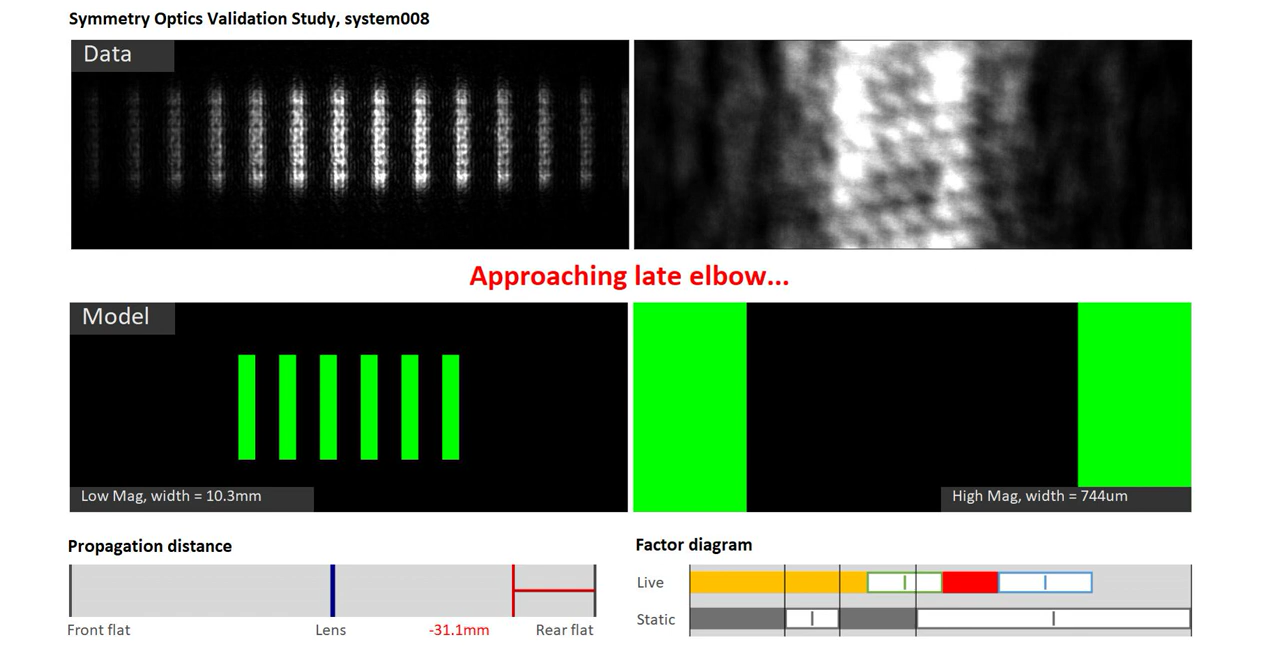 Symmetry Optics Validation Study, system008
Data
Approaching late elbow...
Model
Low Mag, width = 10.3mm
High Mag, width = 744um
Propagation distance
Front flat
Lens
-31.1mm
Rear flat
Factor diagram
Live
Static